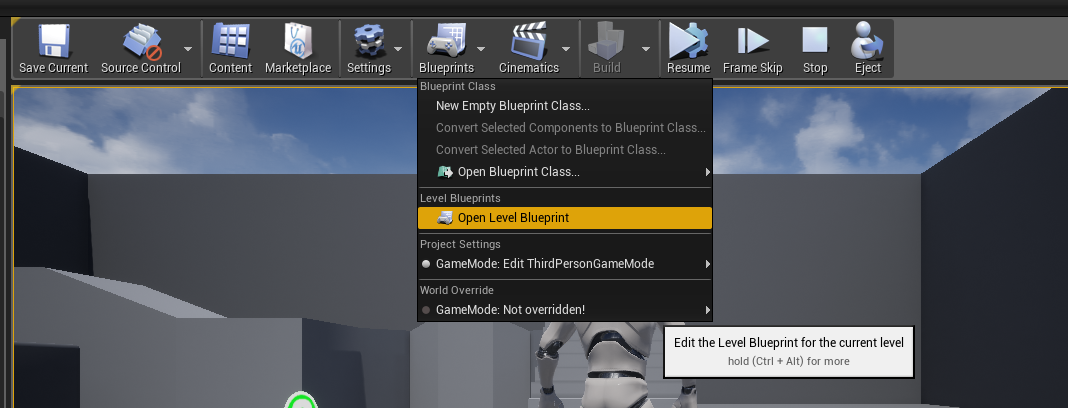 Save Current
Source Control
Content
Marketplace
Settings
Blueprints
Cinematics
Build
Resume
Frame Skip
Stop
Eject
Blueprint Class
New Empty Blueprint Class...
Convert Selected Components to Blueprint Class...
Convert Selected Actor to Blueprint Class...
Open Blueprint Class...
Level Blueprints
Open Level Blueprint
Project Settings
GameMode: Edit ThirdPersonGameMode
World Override
GameMode: Not overridden!
Edit the Level Blueprint for the current level
hold (Ctrl + Alt) for more